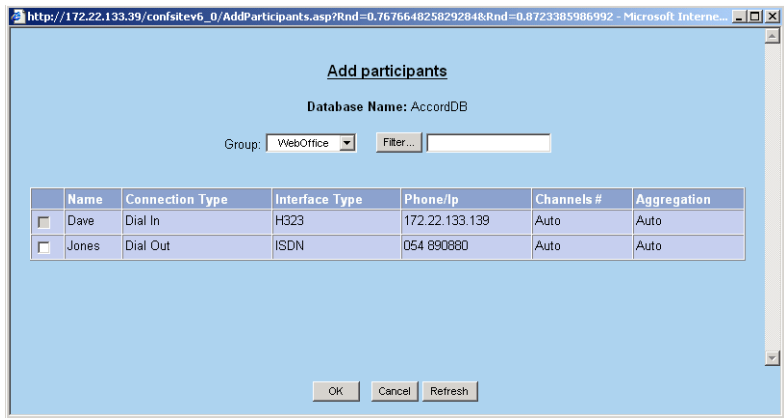 http://172.22.133.39/confsitev6_0/AddParticipants.asp?Rnd=0.7676648258292848&Rnd=0.8723385986992 - Microsoft Interne...
Add participants
Database Name: AccordDB
Group: WebOffice Filter...
Name Connection Type Interface Type Phone/Ip Channels # Aggregation
Dave Dial In H323 172.22.133.139 Auto Auto
Jones Dial Out ISDN 054 890880 Auto Auto
OK Cancel Refresh